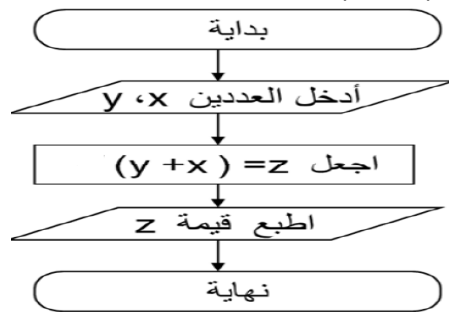 بداية
أدخل العددين x، y
اجعل z= (x+ y)
اطبع قيمة z
نهاية